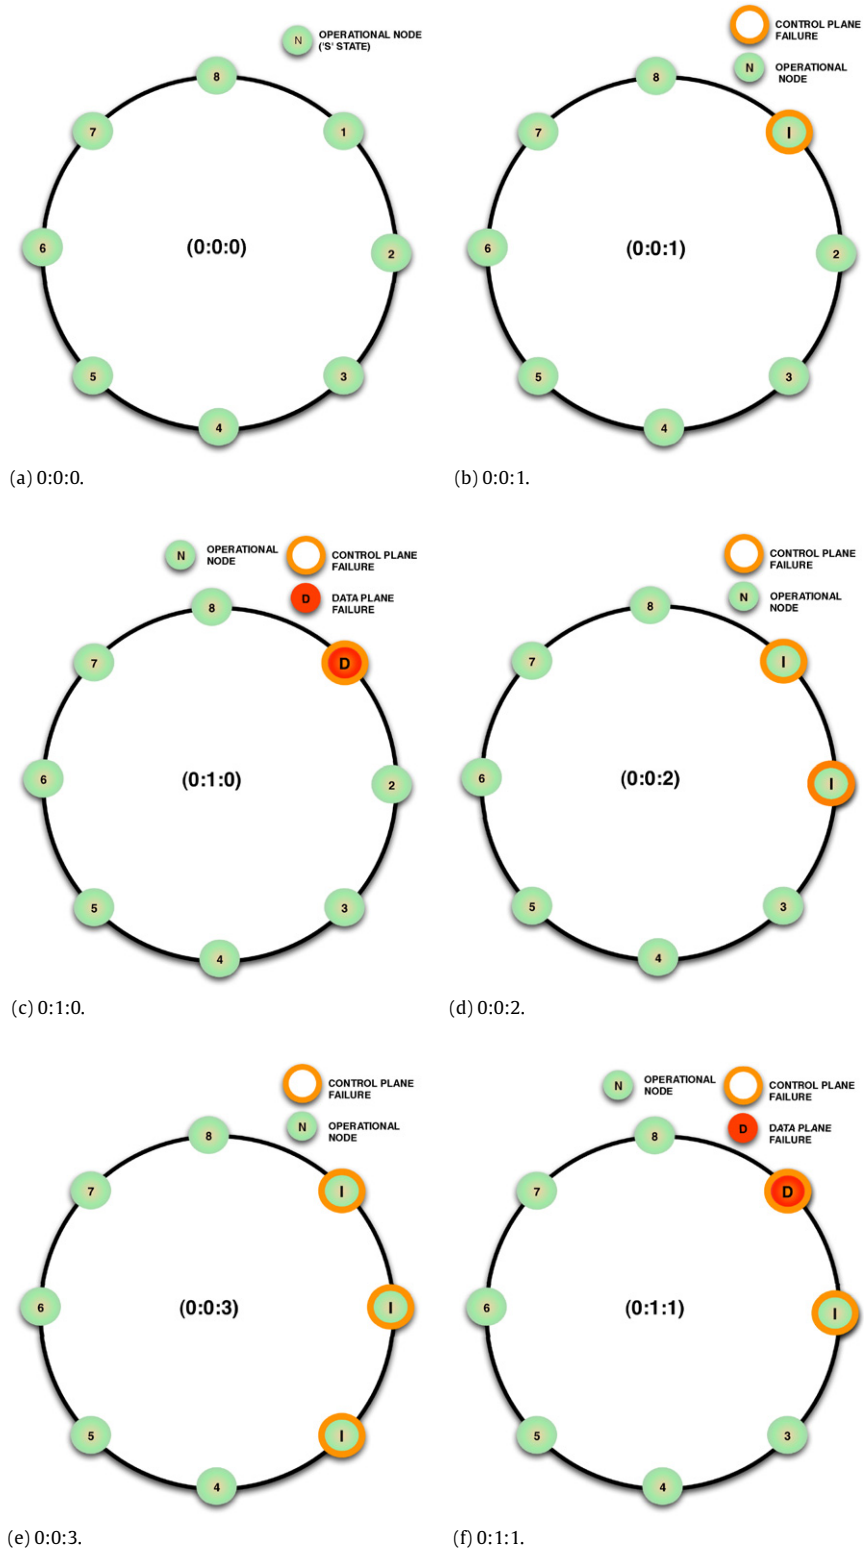 N OPERATIONAL NODE
('S' STATE)
8
7
1
6
(0:0:0)
2
5
3
4
(a) 0:0:0.
CONTROL PLANE
FAILURE
N OPERATIONAL
NODE
8
7
I
6
(0:0:1)
2
5
3
4
(b) 0:0:1.
N OPERATIONAL
NODE
CONTROL PLANE
FAILURE
D DATA PLANE
FAILURE
8
7
D
6
(0:1:0)
2
5
3
4
(c) 0:1:0.
CONTROL PLANE
FAILURE
N OPERATIONAL
NODE
8
7
I
6
(0:0:2)
I
5
3
4
(d) 0:0:2.
CONTROL PLANE
FAILURE
N OPERATIONAL
NODE
8
7
I
6
(0:0:3)
I
5
I
4
(e) 0:0:3.
N OPERATIONAL
NODE
CONTROL PLANE
FAILURE
D DATA PLANE
FAILURE
8
7
D
6
(0:1:1)
I
5
3
4
(f) 0:1:1.